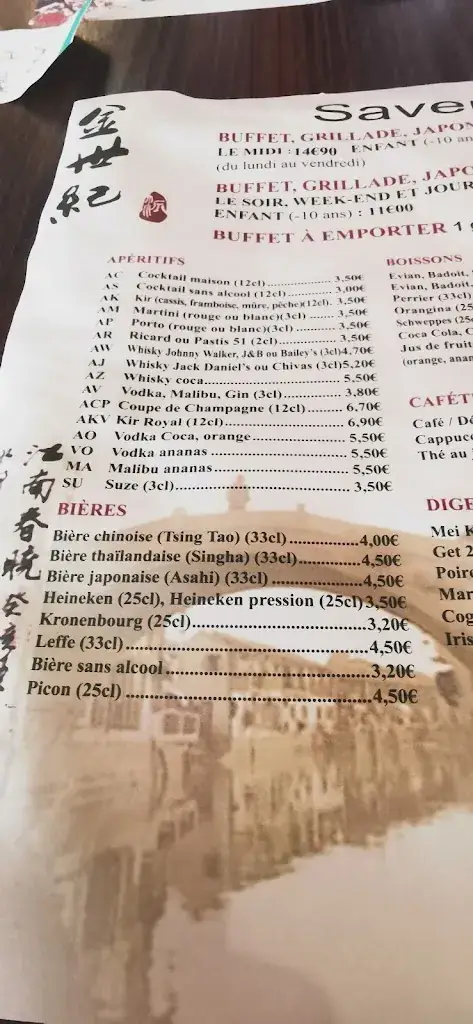 金世紀
Save
BUFFET, GRILLADE, JAPON
LE MIDI : 14€90 ENFANT (-10 an
(du lundi au vendredi)
BUFFET, GRILLADE, JAPO
LE SOIR, WEEK-END ET JOUR
ENFANT (-10 ans) : 11€00
BUFFET À EMPORTER 1
APÉRITIFS
AC Cocktail maison (12cl) 3,50€
AS Cocktail sans alcool (12cl) 3,00€
AK Kir (cassis, framboise, mûre, pêche)(12cl). 3,50€
AM Martini (rouge ou blanc)(3cl) 3,50€
AP Porto (rouge ou blanc)(3cl) 3,50€
AR Ricard ou Pastis 51 (2cl) 3,50€
AW Whisky Johnny Walker, J&B ou Bailey's (3cl)4,70€
AJ Whisky Jack Daniel's ou Chivas (3cl)5,20€
AZ Whisky coca 5,50€
AV Vodka, Malibu, Gin (3cl) 3,80€
ACP Coupe de Champagne (12cl) 6,70€
AKV Kir Royal (12cl) 6,90€
AO Vodka Coca, orange 5,50€
VO Vodka ananas 5,50€
MA Malibu ananas 5,50€
SU Suze (3cl) 3,50€
BIÈRES
Bière chinoise (Tsing Tao) (33cl) 4,00€
Bière thaïlandaise (Singha) (33cl) 4,50€
Bière japonaise (Asahi) (33cl) 4,50€
Heineken (25cl), Heineken pression (25cl) 3,50€
Kronenbourg (25cl) 3,20€
Leffe (33cl) 4,50€
Bière sans alcool 3,20€
Picon (25cl) 4,50€
BOISSONS
Evian, Badoit,
Evian, Badoit,
Perrier (33cl)
Orangina (25
Schweppes (25c
Coca Cola, C
Jus de fruit
(orange, anan
CAFÉT
Café / Dé
Cappucc
Thé au j
DIGE
Mei K
Get 2
Poire
Mar
Cog
Iris
江南春曉